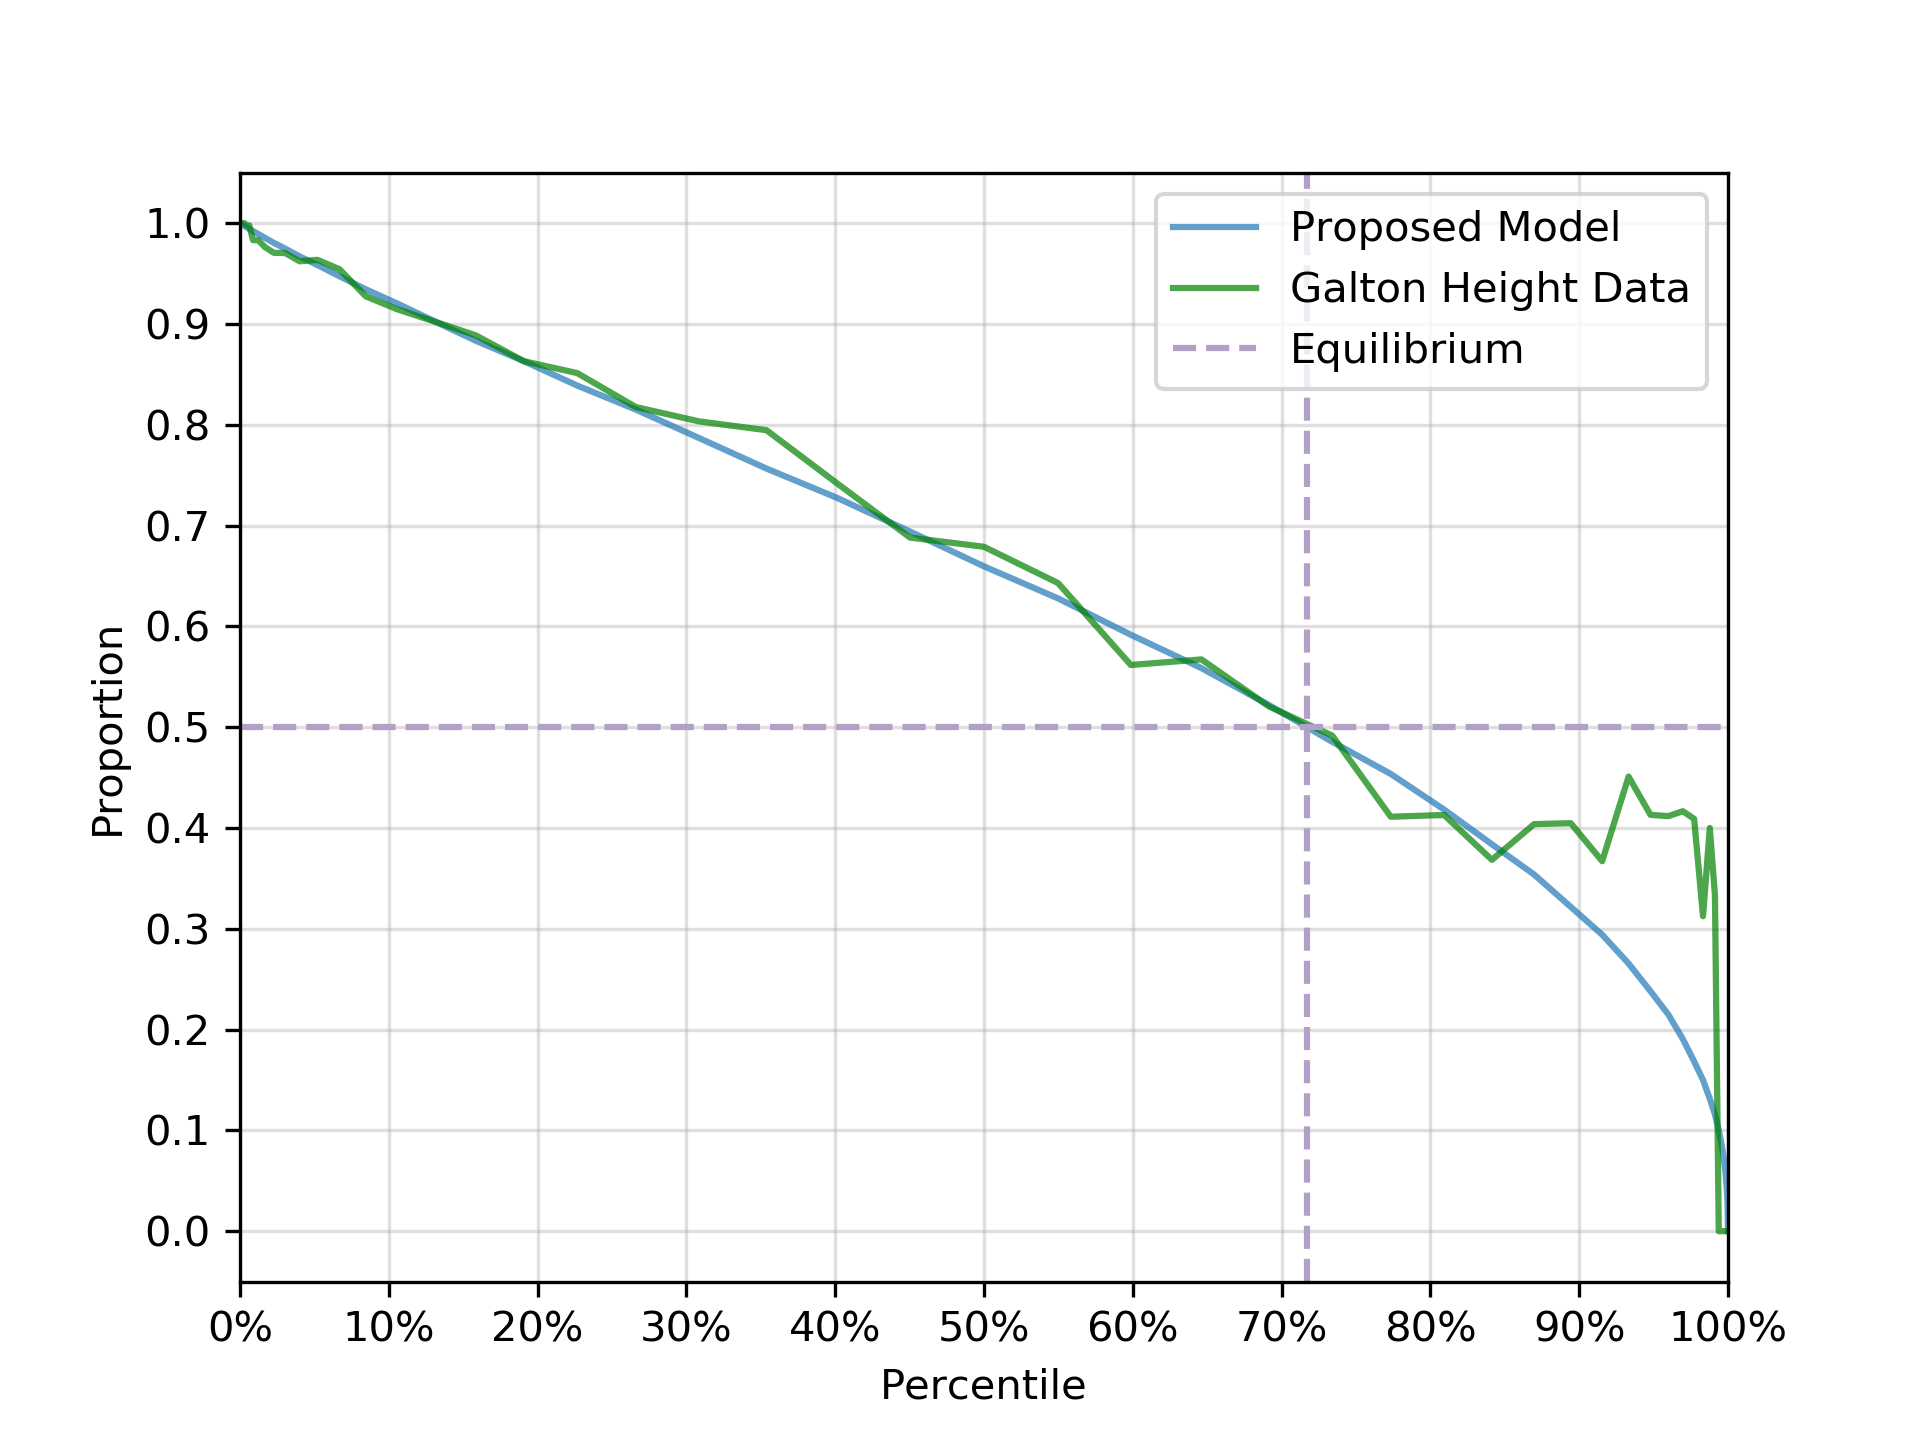 Proposed Model
Galton Height Data
Equilibrium
Proportion
1.0
0.9
0.8
0.7
0.6
0.5
0.4
0.3
0.2
0.1
0.0
0% 10% 20% 30% 40% 50% 60% 70% 80% 90% 100%
Percentile